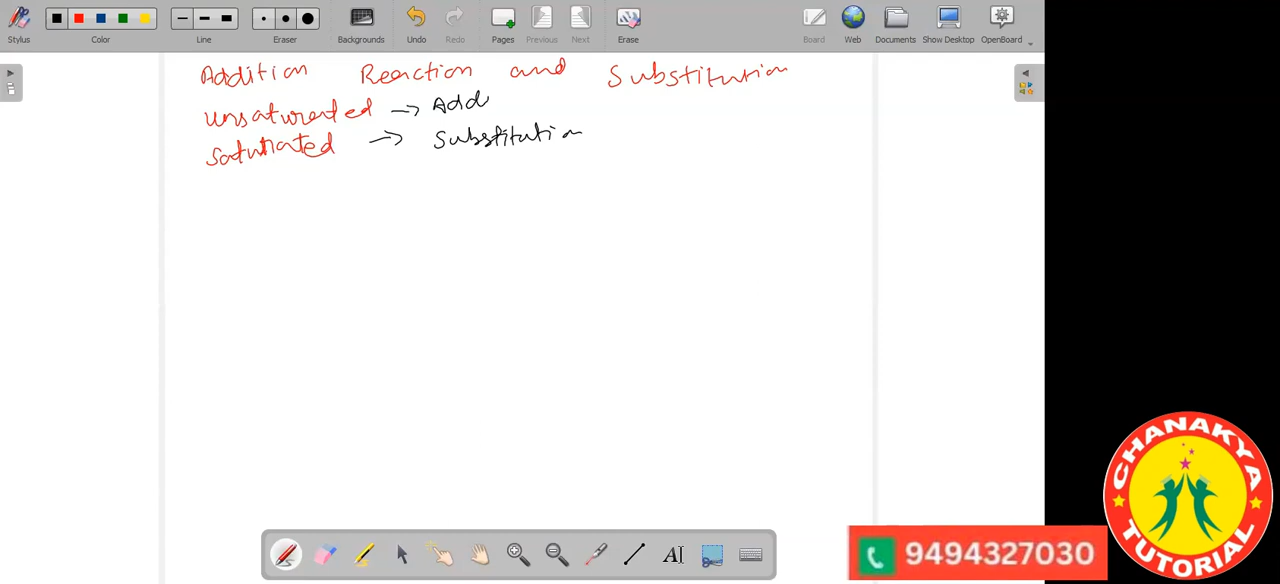 Stylus
Color
Line
Eraser
Backgrounds
Undo
Redo
Pages
Previous
Next
Erase
Board
Web
Documents
Show Desktop
OpenBoard
Addition Reaction and Substitution
unsaturated → Add
Saturated → Substitution
CHANAKYA
TUTORIAL
9494327030